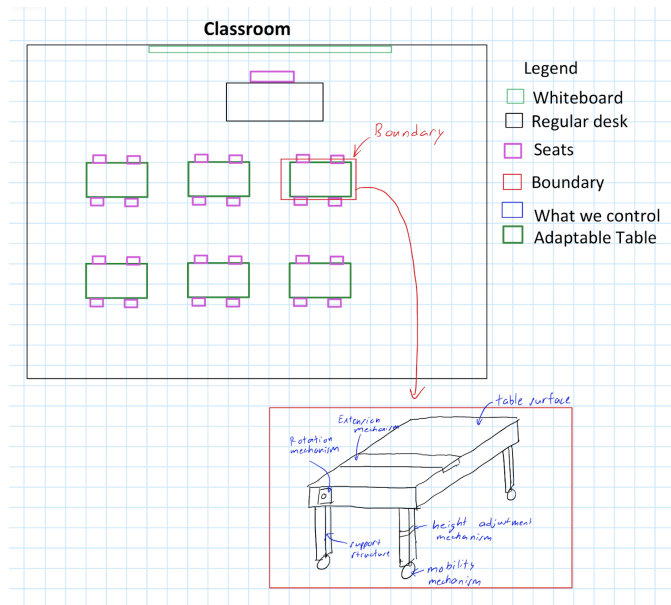 Classroom
Legend
Whiteboard
Regular desk
Seats
Boundary
What we control
Adaptable Table
Boundary
table surface
Extension
mechanism
Rotation
mechanism
height adjustment
mechanism
support
structure
mobility
mechanism